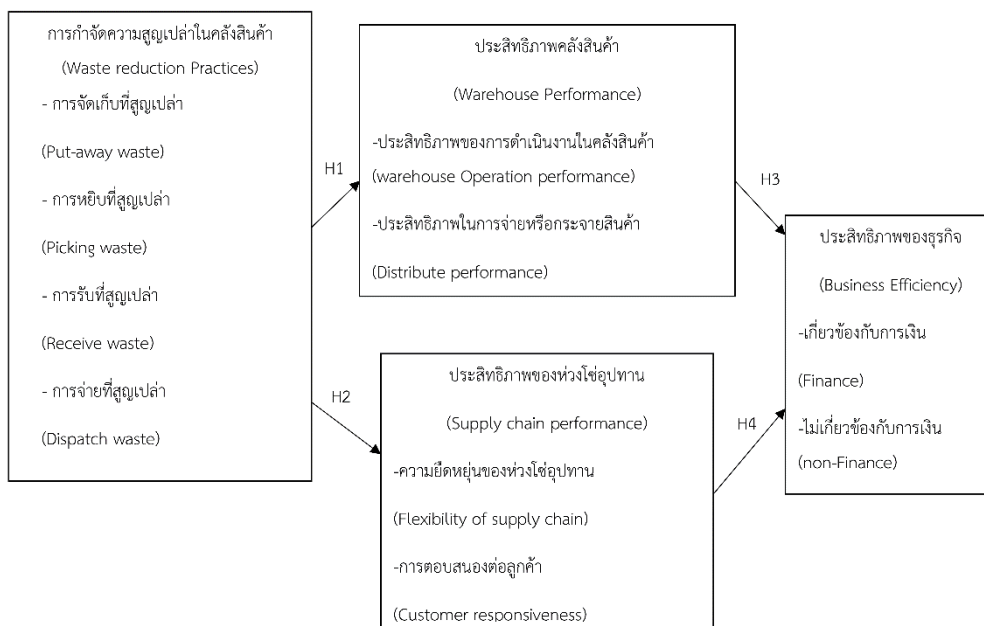 การกำจัดความสูญเปล่าในคลังสินค้า
(Waste reduction Practices)
- การจัดเก็บที่สูญเปล่า
(Put-away waste)
- การหยิบที่สูญเปล่า
(Picking waste)
- การรับที่สูญเปล่า
(Receive waste)
- การจ่ายที่สูญเปล่า
(Dispatch waste)
H1
H2
ประสิทธิภาพคลังสินค้า
(Warehouse Performance)
-ประสิทธิภาพของการดำเนินงานในคลังสินค้า
(warehouse Operation performance)
-ประสิทธิภาพในการจ่ายหรือกระจายสินค้า
(Distribute performance)
ประสิทธิภาพของห่วงโซ่อุปทาน
(Supply chain performance)
-ความยืดหยุ่นของห่วงโซ่อุปทาน
(Flexibility of supply chain)
-การตอบสนองต่อลูกค้า
(Customer responsiveness)
H3
H4
ประสิทธิภาพของธุรกิจ
(Business Efficiency)
-เกี่ยวข้องกับการเงิน
(Finance)
-ไม่เกี่ยวข้องกับการเงิน
(non-Finance)